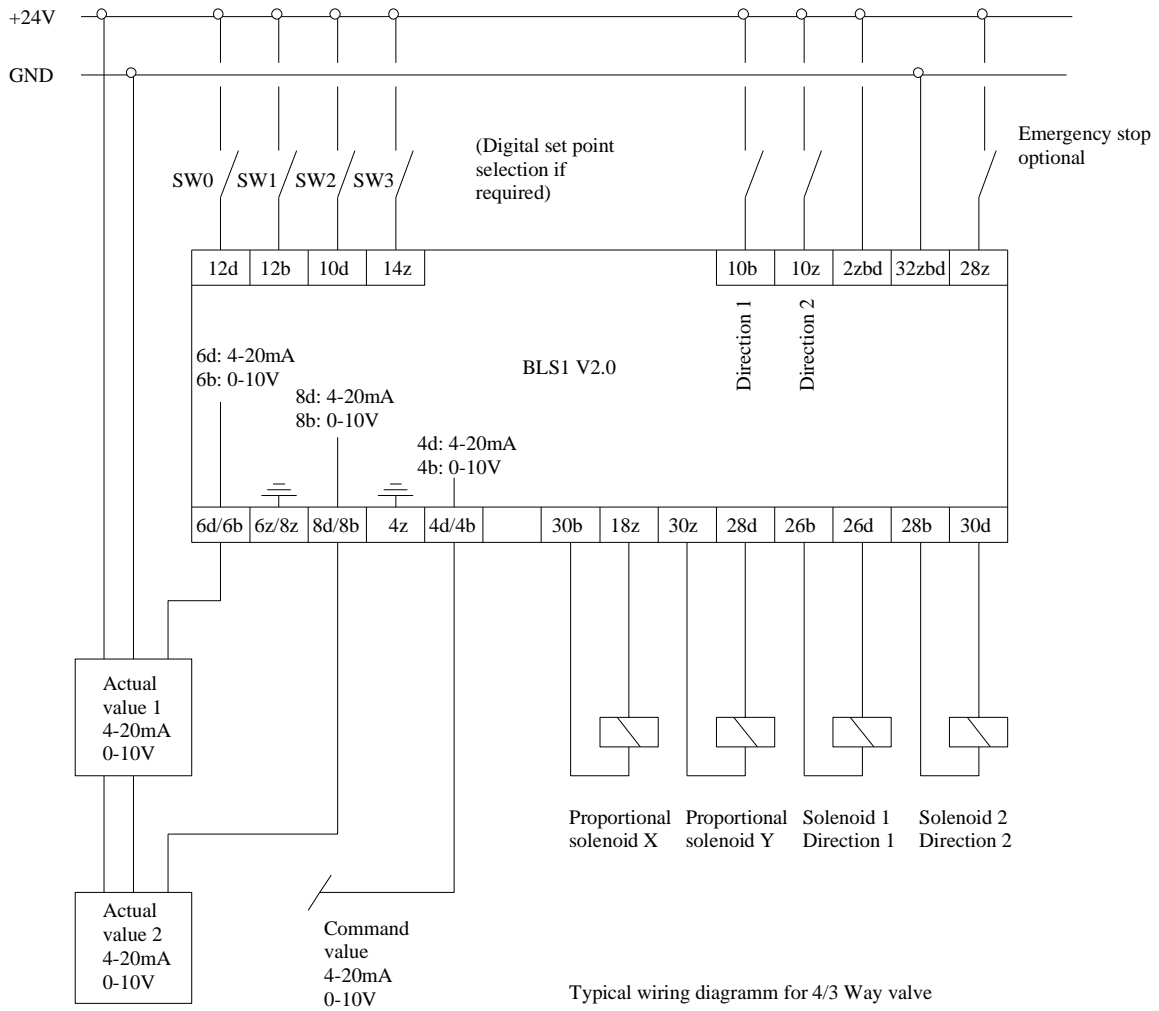 +24V
GND
SW0 SW1 SW2 SW3
(Digital set point
selection if
required)
Emergency stop
optional
12d 12b 10d 14z
10b 10z 2zbd 32zbd 28z
Direction 1
Direction 2
BLS1 V2.0
6d: 4-20mA
6b: 0-10V
8d: 4-20mA
8b: 0-10V
4d: 4-20mA
4b: 0-10V
6d/6b 6z/8z 8d/8b 4z 4d/4b 30b 18z 30z 28d 26b 26d 28b 30d
Actual
value 1
4-20mA
0-10V
Proportional
solenoid X
Proportional
solenoid Y
Solenoid 1
Direction 1
Solenoid 2
Direction 2
Actual
value 2
4-20mA
0-10V
Command
value
4-20mA
0-10V
Typical wiring diagramm for 4/3 Way valve